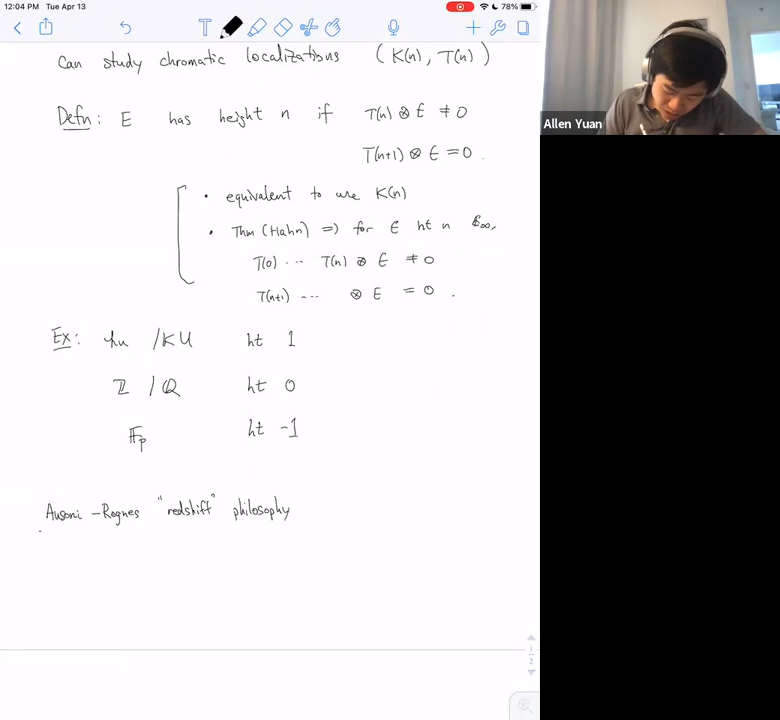 12:04 PM Tue Apr 13
78%
Can study chromatic localizations (K(n), T(n))
Defn: E has height n if T(n) ⊗ E ≠ 0
T(n+1) ⊗ E = 0.
• equivalent to use K(n)
• Thm (Hahn) => for E ht n E∞,
T(0) ... T(n) ⊗ E ≠ 0
T(n+1) ... ⊗ E = 0.
Ex: ku / KU ht 1
ℤ / ℚ ht 0
𝔽p ht -1
Ausoni - Rognes "redshift" philosophy
Allen Yuan
1
2